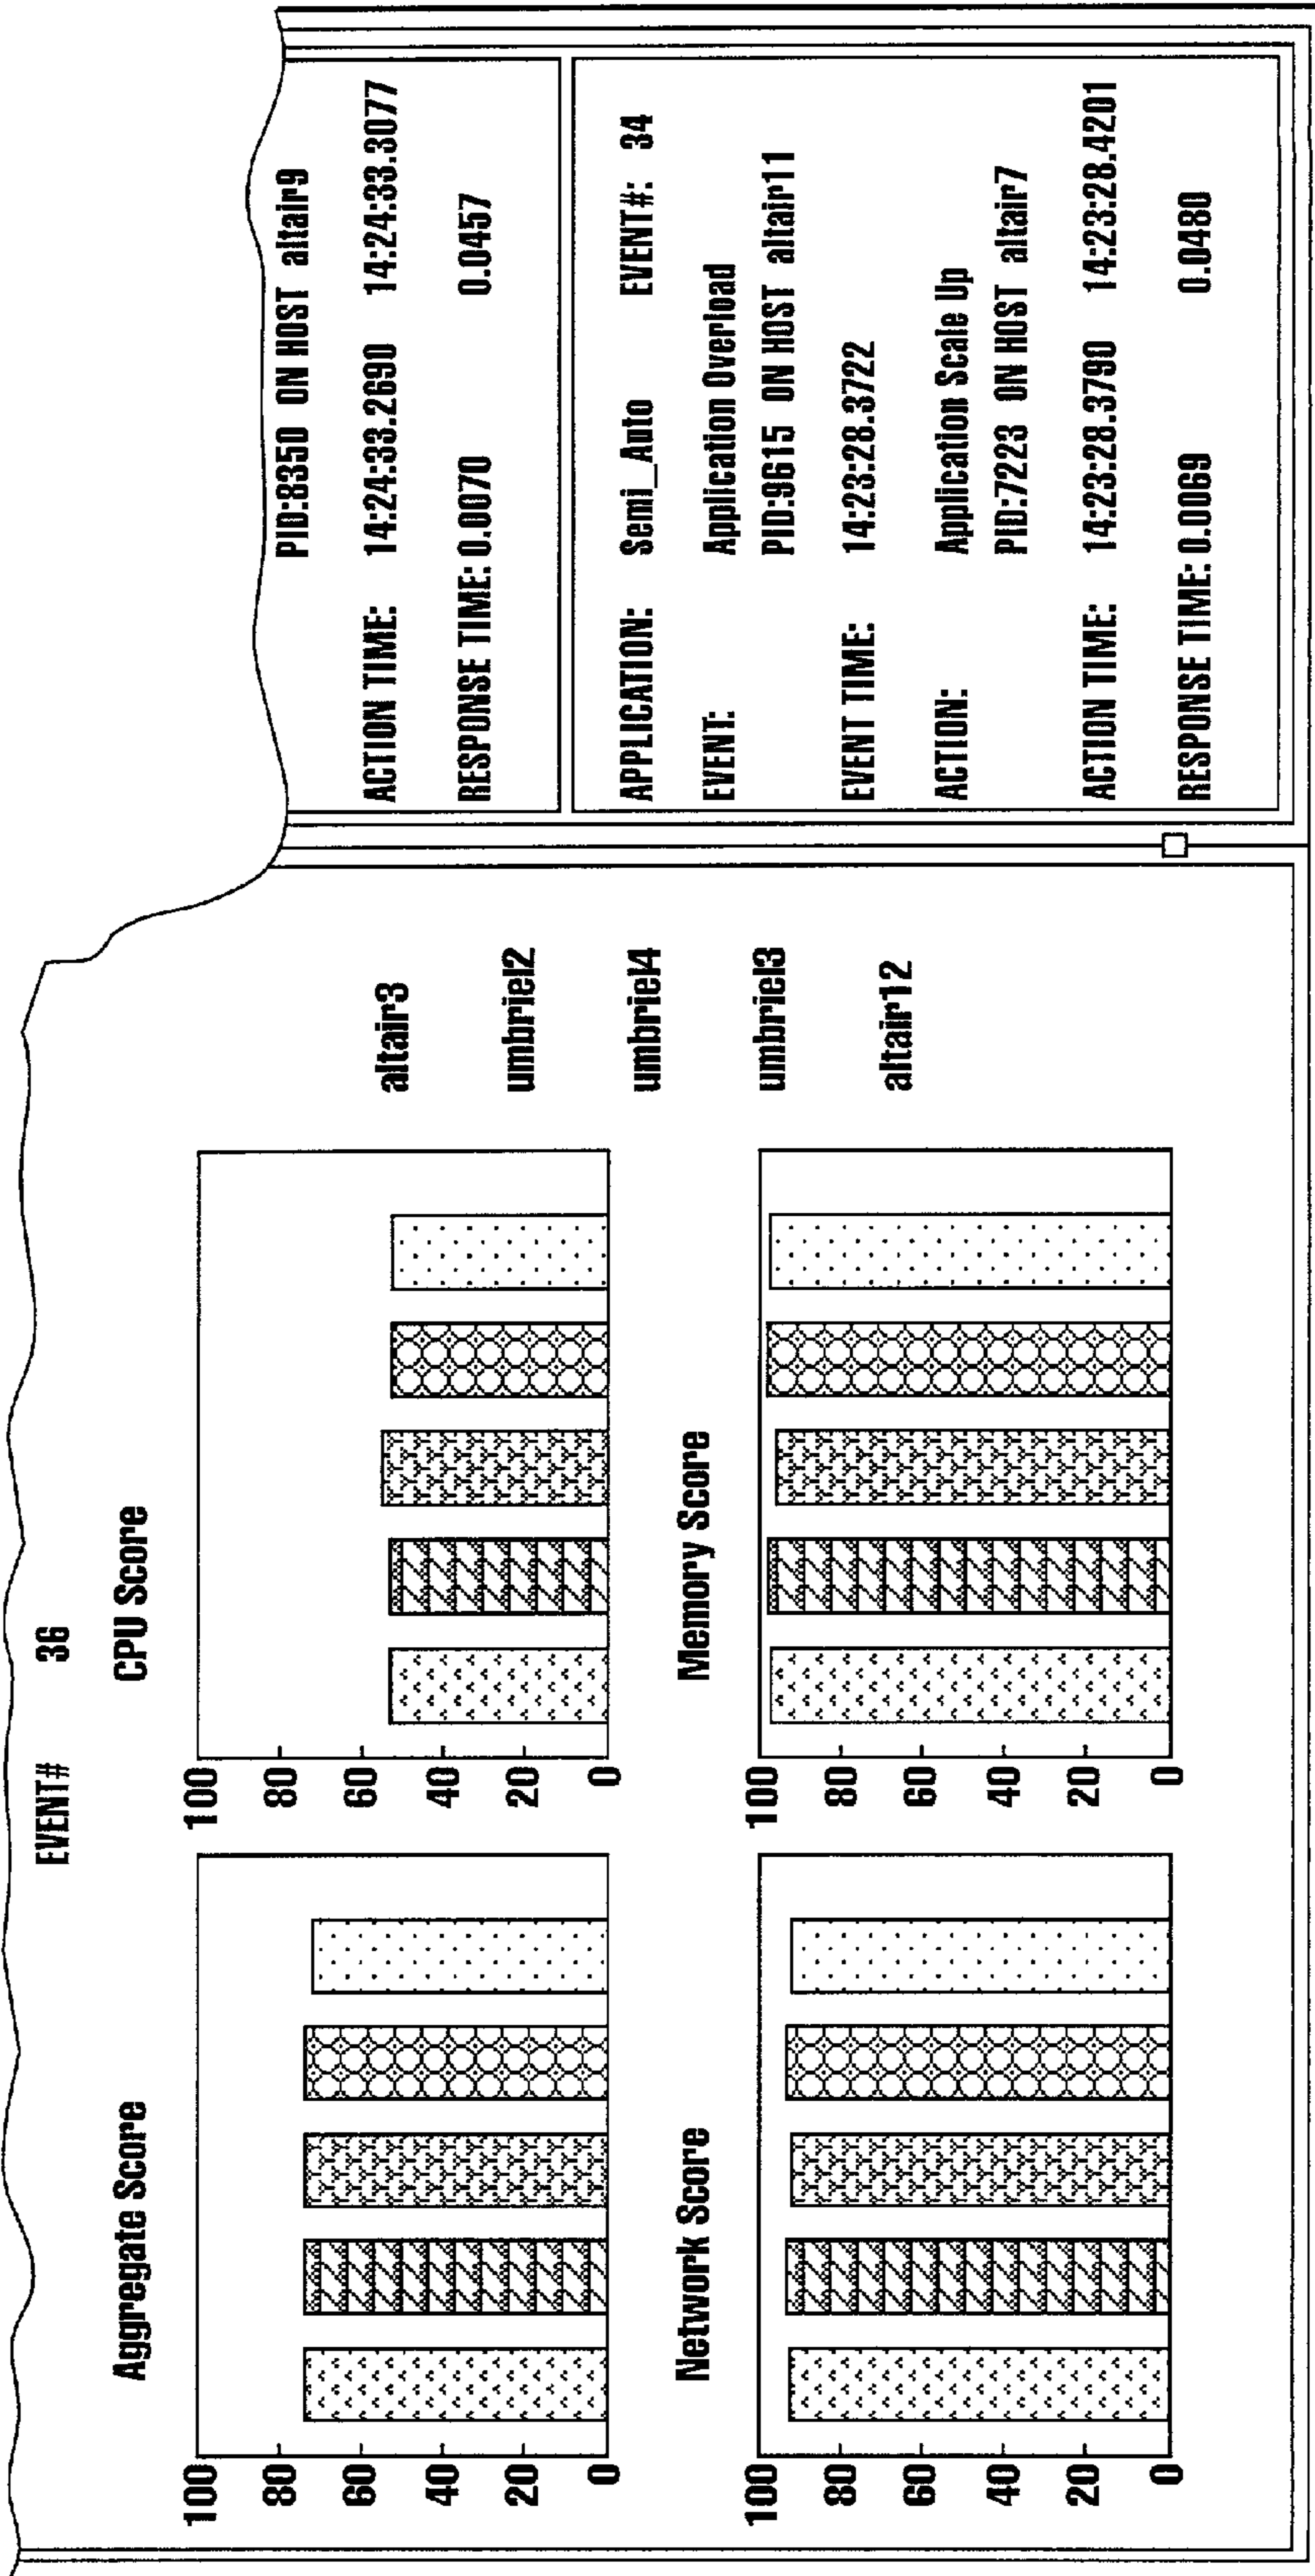 EVENT# 36
Aggregate Score
100
80
60
40
20
0
CPU Score
100
80
60
40
20
0
Network Score
100
80
60
40
20
0
Memory Score
100
80
60
40
20
0
altair3
umbriel2
umbriel4
umbriel3
altair12
PID:8350 ON HOST altair9
ACTION TIME: 14:24:33.2690 14:24:33.3077
RESPONSE TIME: 0.0070 0.0457
APPLICATION: Semi_Auto EVENT#: 34
EVENT: Application Overload
PID:9615 ON HOST altair11
EVENT TIME: 14:23:28.3722
ACTION: Application Scale Up
PID:7223 ON HOST altair7
ACTION TIME: 14:23:28.3790 14:23:28.4201
RESPONSE TIME: 0.0069 0.0480